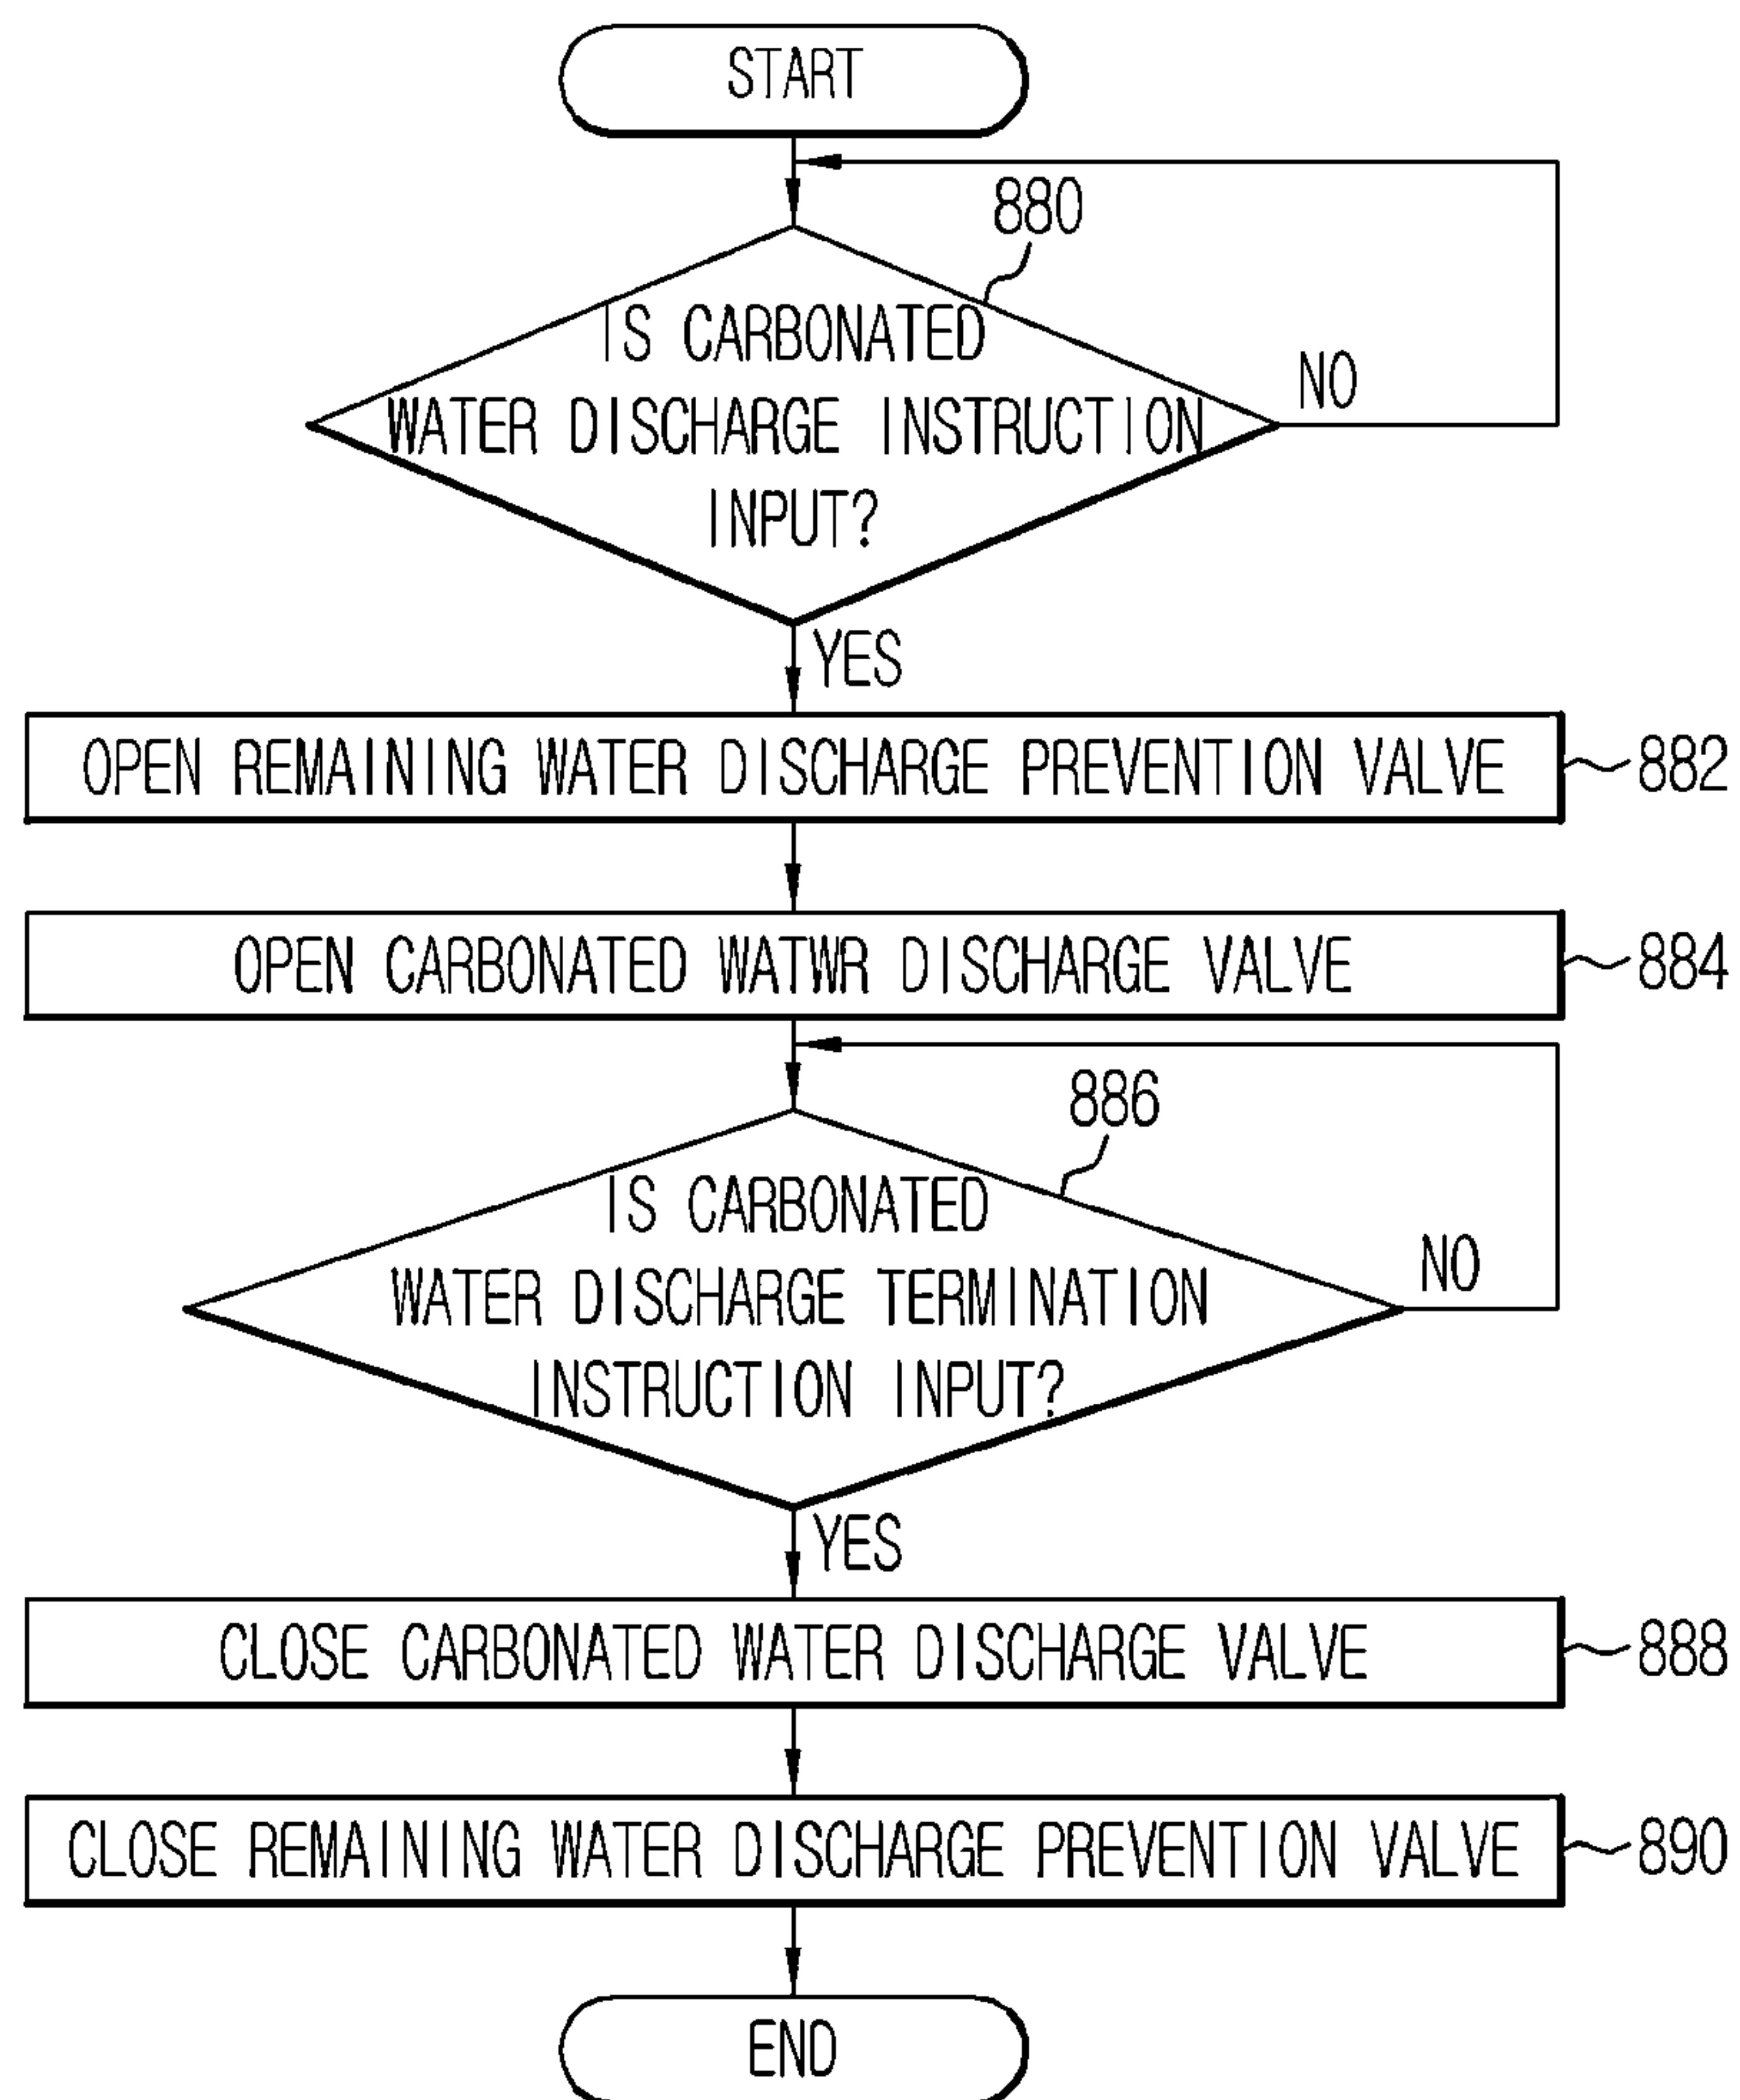 START
880
IS CARBONATED
WATER DISCHARGE INSTRUCTION
INPUT?
NO
YES
OPEN REMAINING WATER DISCHARGE PREVENTION VALVE
882
OPEN CARBONATED WATWR DISCHARGE VALVE
884
886
IS CARBONATED
WATER DISCHARGE TERMINATION
INSTRUCTION INPUT?
NO
YES
CLOSE CARBONATED WATER DISCHARGE VALVE
888
CLOSE REMAINING WATER DISCHARGE PREVENTION VALVE
890
END